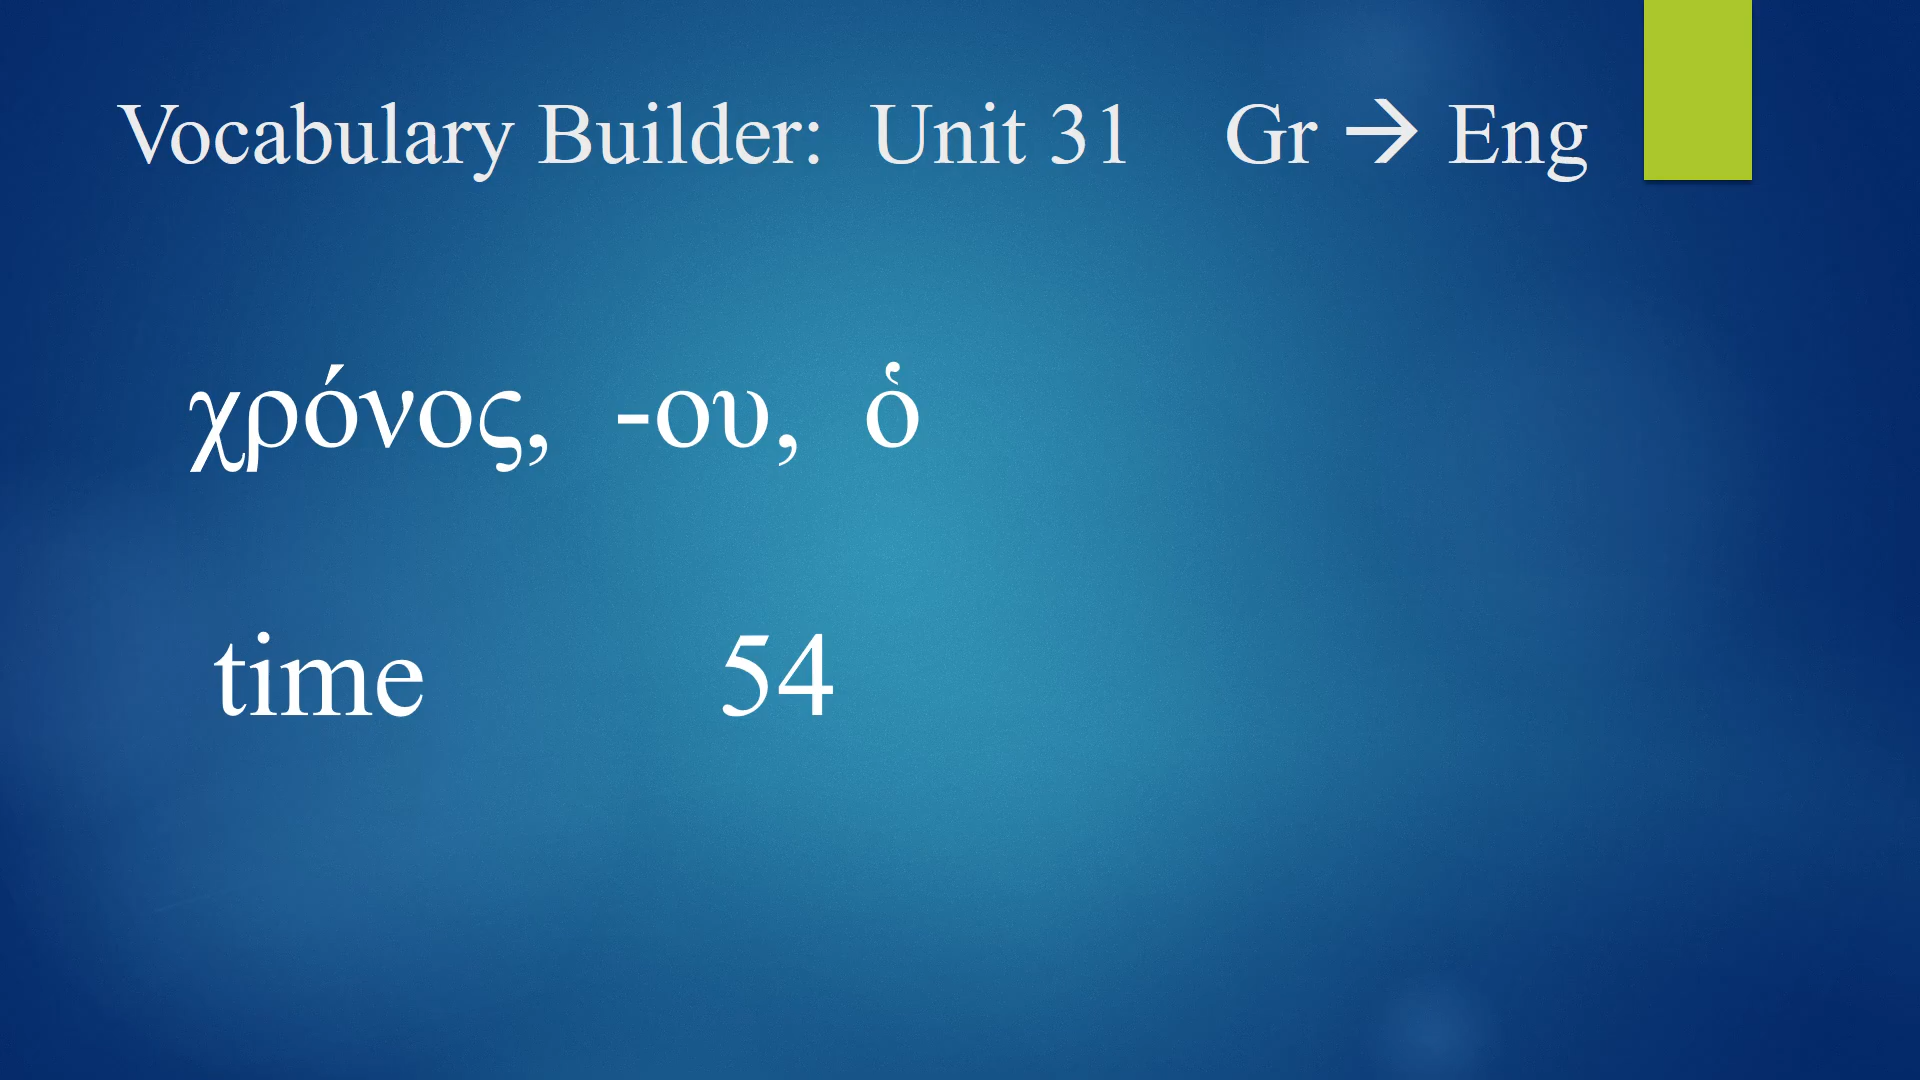 Vocabulary Builder: Unit 31 Gr → Eng
χρόνος, -ου, ὁ
time 54